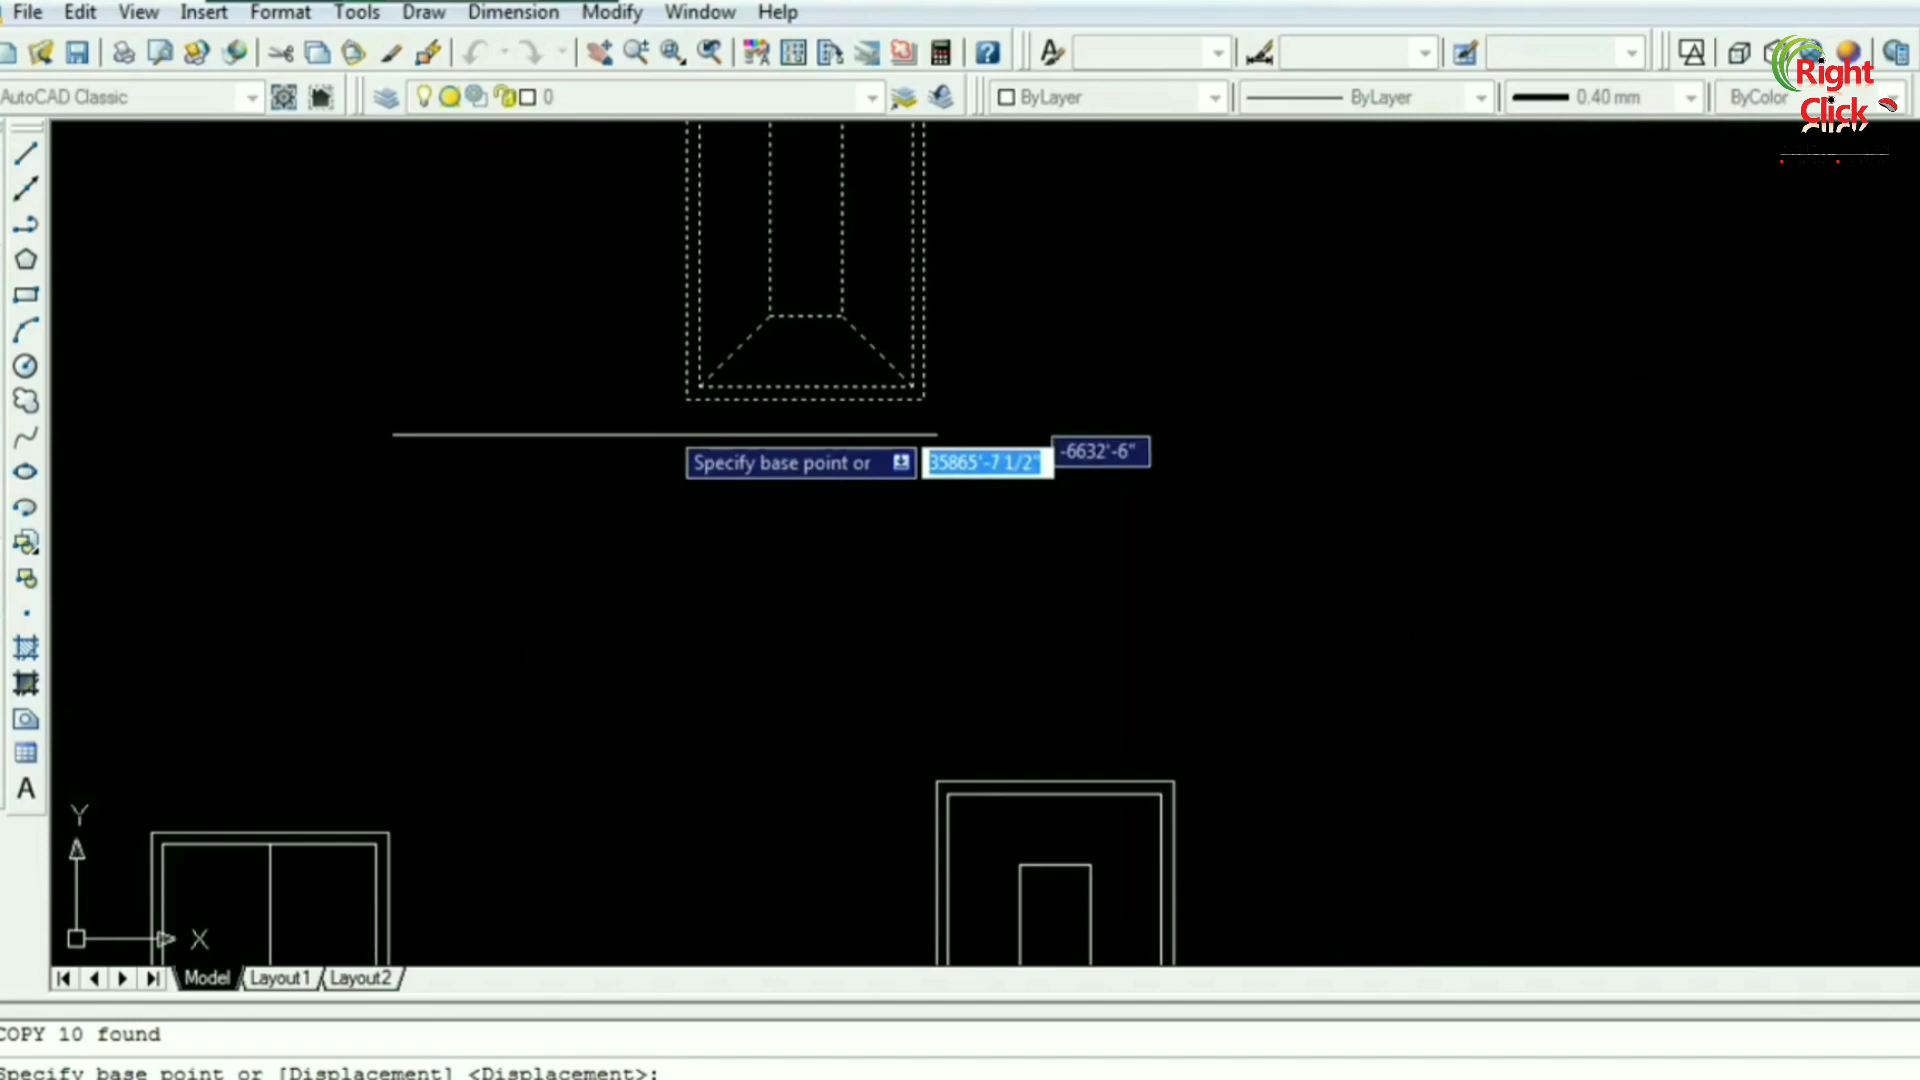 File Edit View Insert Format Tools Draw Dimension Modify Window Help
AutoCAD Classic 0 ByLayer ByLayer 0.40 mm ByColor
Right
Click
Specify base point or 35865'-7 1/2" -6632'-6"
Y
X
A
Model Layout1 Layout2
COPY 10 found
Specify base point or [Displacement] <Displacement>: